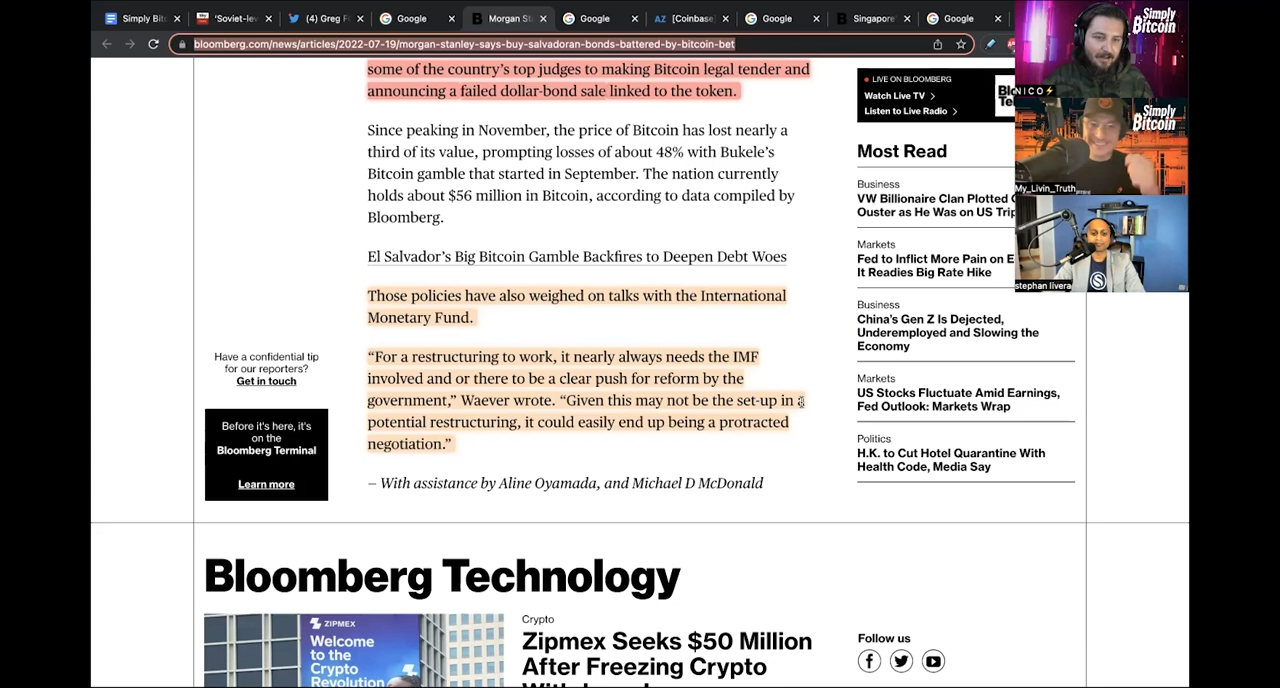 Simply Bitc
'Soviet-lev
(4) Greg F
Google
Morgan St
Google
[Coinbase]
Google
Singapore'
Google
bloomberg.com/news/articles/2022-07-19/morgan-stanley-says-buy-salvadoran-bonds-battered-by-bitcoin-bet
some of the country's top judges to making Bitcoin legal tender and
announcing a failed dollar-bond sale linked to the token.
Since peaking in November, the price of Bitcoin has lost nearly a
third of its value, prompting losses of about 48% with Bukele's
Bitcoin gamble that started in September. The nation currently
holds about $56 million in Bitcoin, according to data compiled by
Bloomberg.
El Salvador's Big Bitcoin Gamble Backfires to Deepen Debt Woes
Those policies have also weighed on talks with the International
Monetary Fund.
“For a restructuring to work, it nearly always needs the IMF
involved and or there to be a clear push for reform by the
government,” Waever wrote. “Given this may not be the set-up in a
potential restructuring, it could easily end up being a protracted
negotiation.”
– With assistance by Aline Oyamada, and Michael D McDonald
Have a confidential tip
for our reporters?
Get in touch
Before it's here, it's
on the
Bloomberg Terminal
Learn more
LIVE ON BLOOMBERG
Watch Live TV >
Listen to Live Radio >
Most Read
Business
VW Billionaire Clan Plotted
Ouster as He Was on US Trip
Markets
Fed to Inflict More Pain on E
It Readies Big Rate Hike
Business
China's Gen Z Is Dejected,
Underemployed and Slowing the
Economy
Markets
US Stocks Fluctuate Amid Earnings,
Fed Outlook: Markets Wrap
Politics
H.K. to Cut Hotel Quarantine With
Health Code, Media Say
Simply
Bitcoin
NICO⚡
Simply
Bitcoin
My_Livin_Truth
stephan livera
Bloomberg Technology
ZIPMEX
Welcome
to the
Crypto
Revolution
Crypto
Zipmex Seeks $50 Million
After Freezing Crypto
Follow us